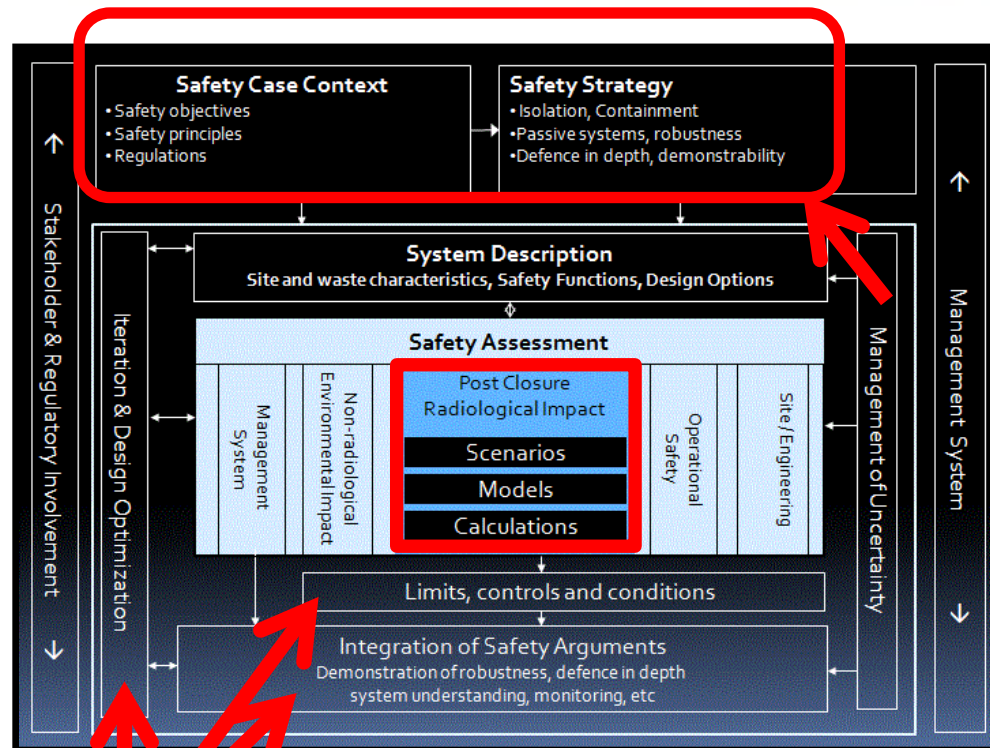 Safety Case Context
• Safety objectives
• Safety principles
• Regulations
Safety Strategy
• Isolation, Containment
• Passive systems, robustness
• Defence in depth, demonstrability
Stakeholder & Regulatory Involvement
Iteration & Design Optimization
System Description
Site and waste characteristics, Safety Functions, Design Options
Safety Assessment
Management
System
Non-radiological
Environmental Impact
Post Closure
Radiological Impact
Scenarios
Models
Calculations
Operational
Safety
Site / Engineering
Management of Uncertainty
Management System
Limits, controls and conditions
Integration of Safety Arguments
Demonstration of robustness, defence in depth
system understanding, monitoring, etc